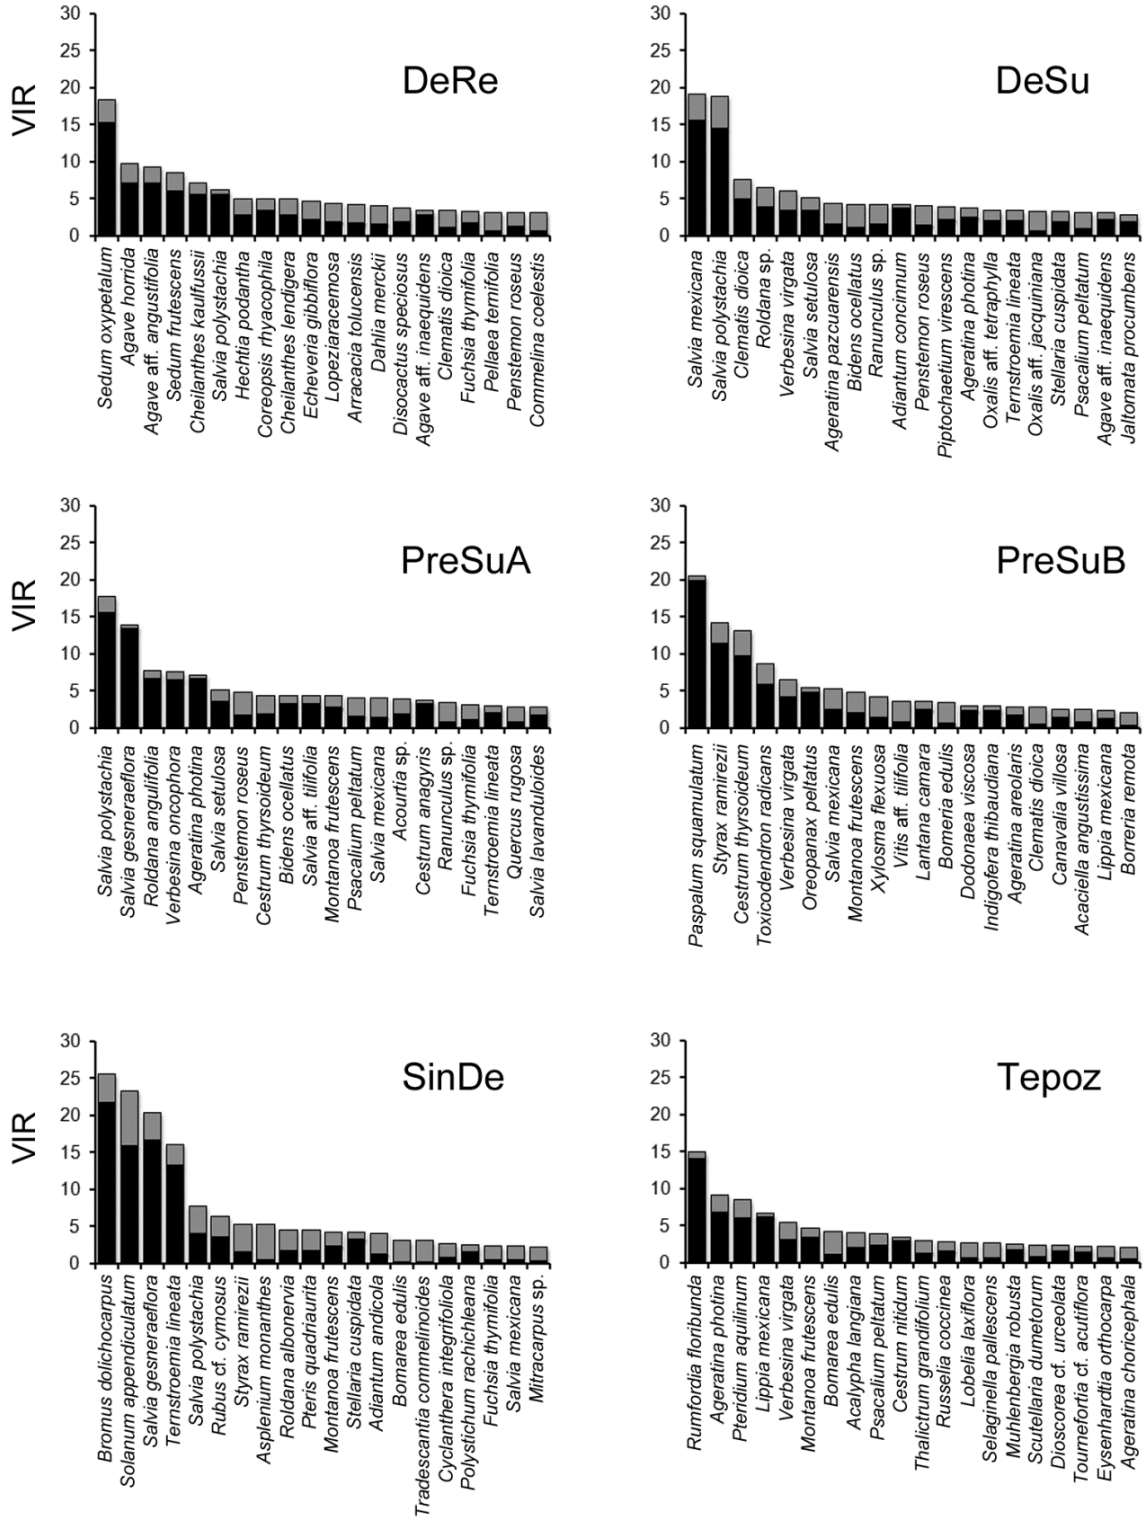 30
25
20
15
10
5
0
VIR
DeRe
Sedum oxypetalum
Agave horrida
Agave aff. angustifolia
Sedum frutescens
Cheilanthes kaulfussii
Salvia polystachia
Hechtia podantha
Coreopsis rhyacophila
Cheilanthes lendigera
Echeveria gibbiflora
Lopeziaracemosa
Arracacia tolucensis
Dahlia merckii
Disocactus speciosus
Agave aff. inaequidens
Clematis dioica
Fuchsia thymifolia
Pellaea ternifolia
Penstemon roseus
Commelina coelestis
30
25
20
15
10
5
0
DeSu
Salvia mexicana
Salvia polystachia
Clematis dioica
Roldana sp.
Verbesina virgata
Salvia setulosa
Ageratina pazcuarensis
Bidens ocellatus
Ranunculus sp.
Adiantum concinnum
Penstemon roseus
Piptochaetium virescens
Ageratina photina
Oxalis aff. tetraphylla
Ternstroemia lineata
Oxalis aff. jacquiniana
Stellaria cuspidata
Psacalium peltatum
Agave aff. inaequidens
Jaltomata procumbens
30
25
20
15
10
5
0
VIR
PreSuA
Salvia polystachia
Salvia gesneraeflora
Roldana angulifolia
Verbesina oncophora
Ageratina photina
Salvia setulosa
Penstemon roseus
Cestrum thyrsoideum
Bidens ocellatus
Salvia aff. tiliifolia
Montanoa frutescens
Psacalium peltatum
Salvia mexicana
Acourtia sp.
Cestrum anagyris
Ranunculus sp.
Fuchsia thymifolia
Ternstroemia lineata
Quercus rugosa
Salvia lavanduloides
30
25
20
15
10
5
0
PreSuB
Paspalum squamulatum
Styrax ramirezii
Cestrum thyrsoideum
Toxicodendron radicans
Verbesina virgata
Oreopanax peltatus
Salvia mexicana
Montanoa frutescens
Xylosma flexuosa
Vitis aff. tiliifolia
Lantana camara
Bomeria edulis
Dodonaea viscosa
Indigofera thibaudiana
Ageratina areolaris
Clematis dioica
Canavalia villosa
Acaciella angustissima
Lippia mexicana
Borreria remota
30
25
20
15
10
5
0
VIR
SinDe
Bromus dolichocarpus
Solanum appendiculatum
Salvia gesneraeflora
Ternstroemia lineata
Salvia polystachia
Rubus cf. cymosus
Styrax ramirezii
Asplenium monanthes
Roldana albonervia
Pteris quadriaurita
Montanoa frutescens
Stellaria cuspidata
Adiantum andicola
Bomarea edulis
Tradescantia commelinoides
Cyclanthera integrifoliola
Polystichum rachichleana
Fuchsia thymifolia
Salvia mexicana
Mitracarpus sp.
30
25
20
15
10
5
0
Tepoz
Rumfordia floribunda
Ageratina photina
Pteridium aquilinum
Lippia mexicana
Verbesina virgata
Montanoa frutescens
Bomarea edulis
Acalypha langiana
Psacalium peltatum
Cestrum nitidum
Thalictrum grandifolium
Russelia coccinea
Lobelia laxiflora
Selaginella pallescens
Muhlenbergia robusta
Scutellaria dumetorum
Dioscorea cf. urceolata
Tournefortia cf. acutiflora
Eysenhardtia orthocarpa
Ageratina choricephala